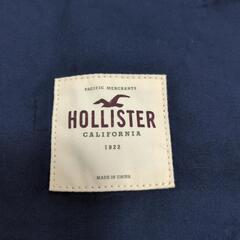 PACIFIC MERCHANTS
HOLLISTER
CALIFORNIA
1922
MADE IN CHINA